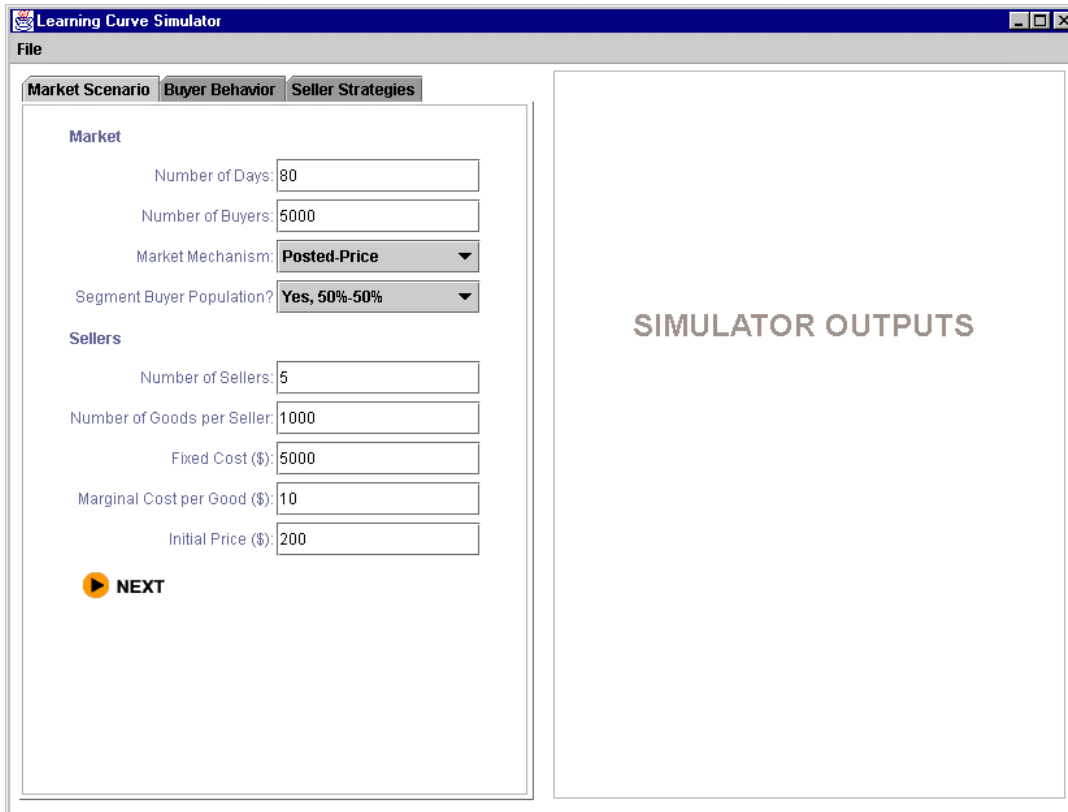 Learning Curve Simulator
File
Market Scenario Buyer Behavior Seller Strategies
Market
Number of Days: 80
Number of Buyers: 5000
Market Mechanism: Posted-Price
Segment Buyer Population? Yes, 50%-50%
Sellers
Number of Sellers: 5
Number of Goods per Seller: 1000
Fixed Cost ($): 5000
Marginal Cost per Good ($): 10
Initial Price ($): 200
NEXT
SIMULATOR OUTPUTS